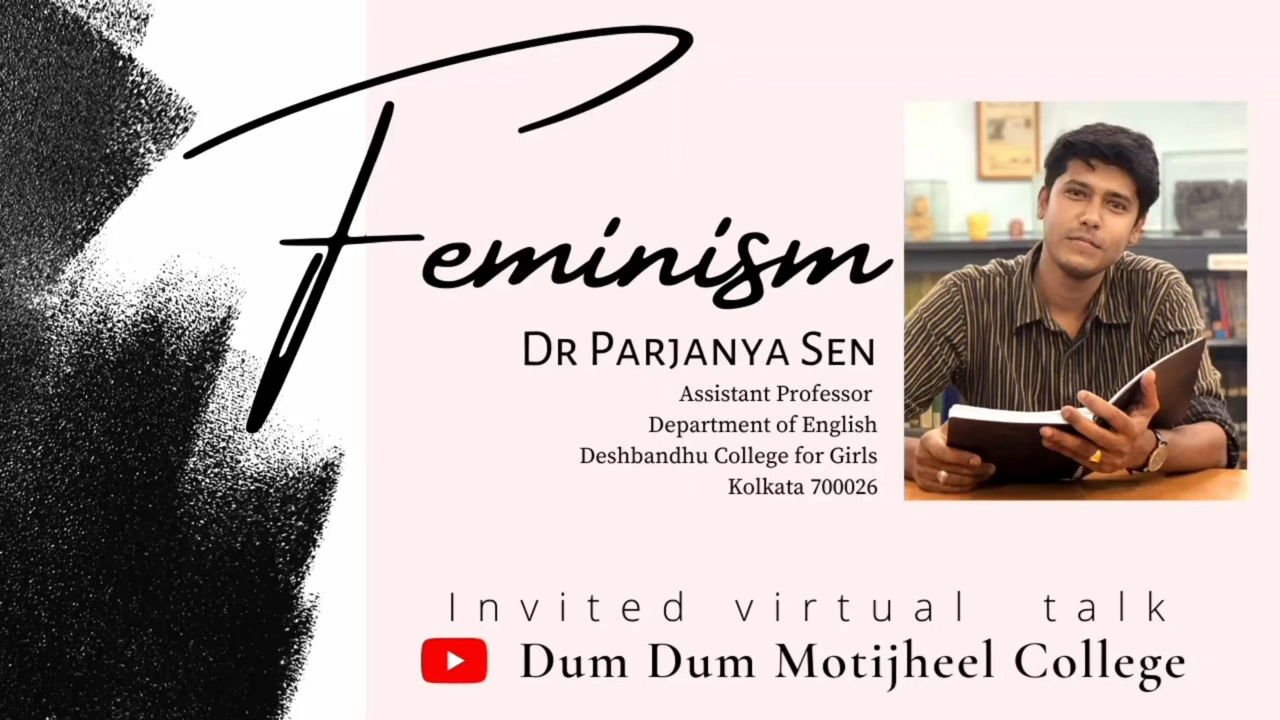 Feminism
Dr Parjanya Sen
Assistant Professor
Department of English
Deshbandhu College for Girls
Kolkata 700026
Invited virtual talk
Dum Dum Motijheel College